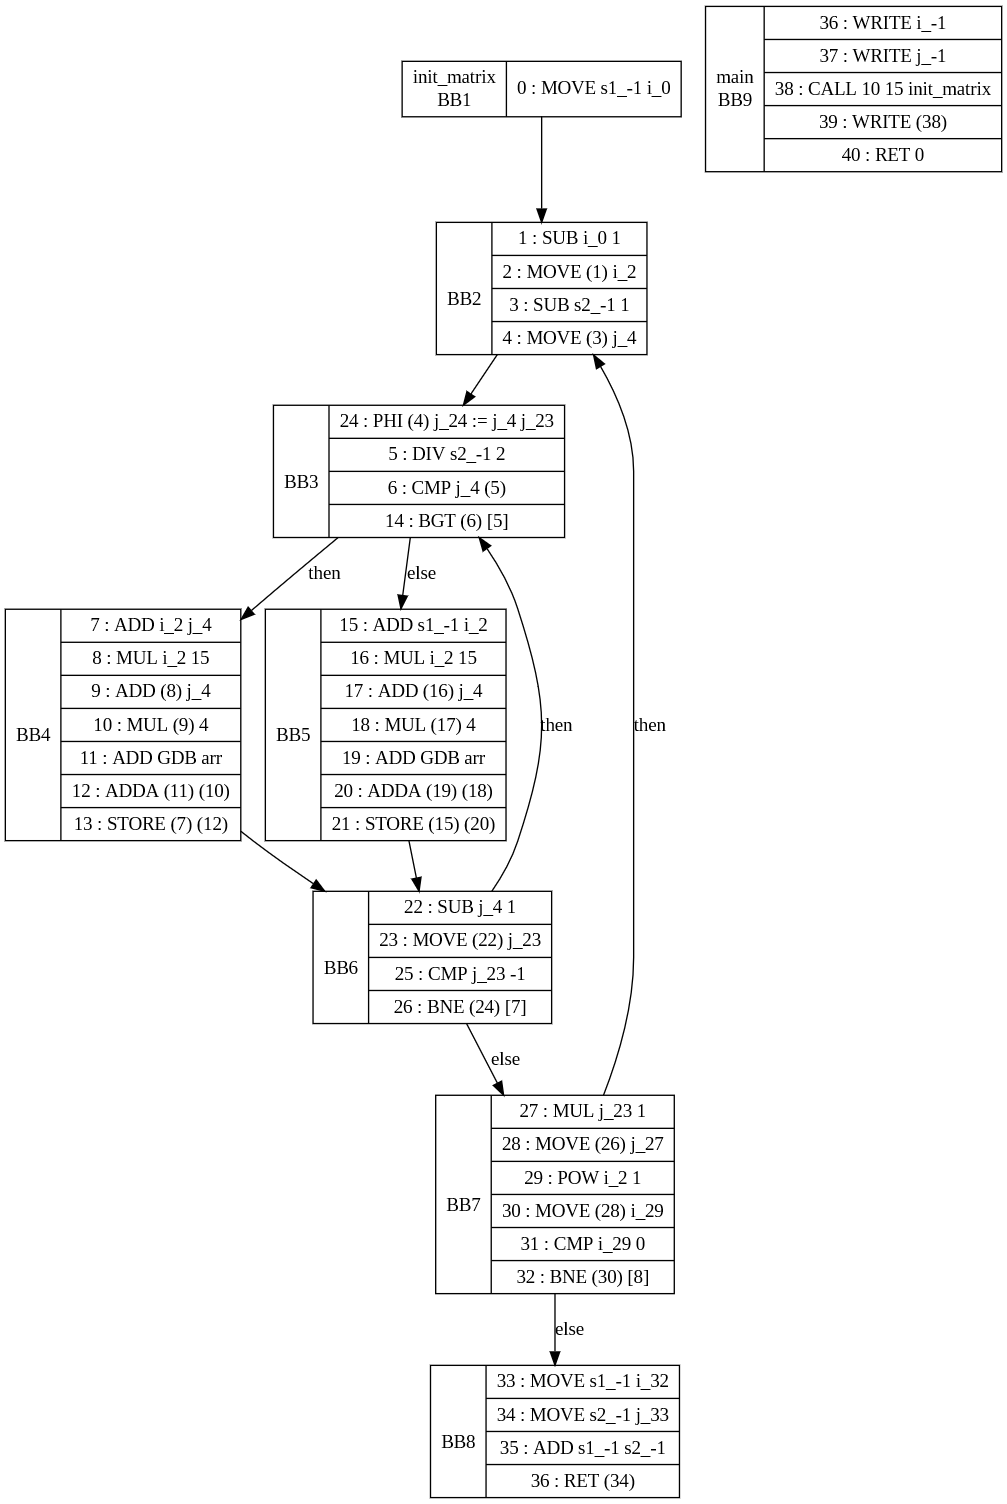 init_matrix
BB1
0 : MOVE s1_-1 i_0
main
BB9
36 : WRITE i_-1
37 : WRITE j_-1
38 : CALL 10 15 init_matrix
39 : WRITE (38)
40 : RET 0
BB2
1 : SUB i_0 1
2 : MOVE (1) i_2
3 : SUB s2_-1 1
4 : MOVE (3) j_4
BB3
24 : PHI (4) j_24 := j_4 j_23
5 : DIV s2_-1 2
6 : CMP j_4 (5)
14 : BGT (6) [5]
then
else
BB4
7 : ADD i_2 j_4
8 : MUL i_2 15
9 : ADD (8) j_4
10 : MUL (9) 4
11 : ADD GDB arr
12 : ADDA (11) (10)
13 : STORE (7) (12)
BB5
15 : ADD s1_-1 i_2
16 : MUL i_2 15
17 : ADD (16) j_4
18 : MUL (17) 4
19 : ADD GDB arr
20 : ADDA (19) (18)
21 : STORE (15) (20)
then
then
BB6
22 : SUB j_4 1
23 : MOVE (22) j_23
25 : CMP j_23 -1
26 : BNE (24) [7]
else
BB7
27 : MUL j_23 1
28 : MOVE (26) j_27
29 : POW i_2 1
30 : MOVE (28) i_29
31 : CMP i_29 0
32 : BNE (30) [8]
else
BB8
33 : MOVE s1_-1 i_32
34 : MOVE s2_-1 j_33
35 : ADD s1_-1 s2_-1
36 : RET (34)